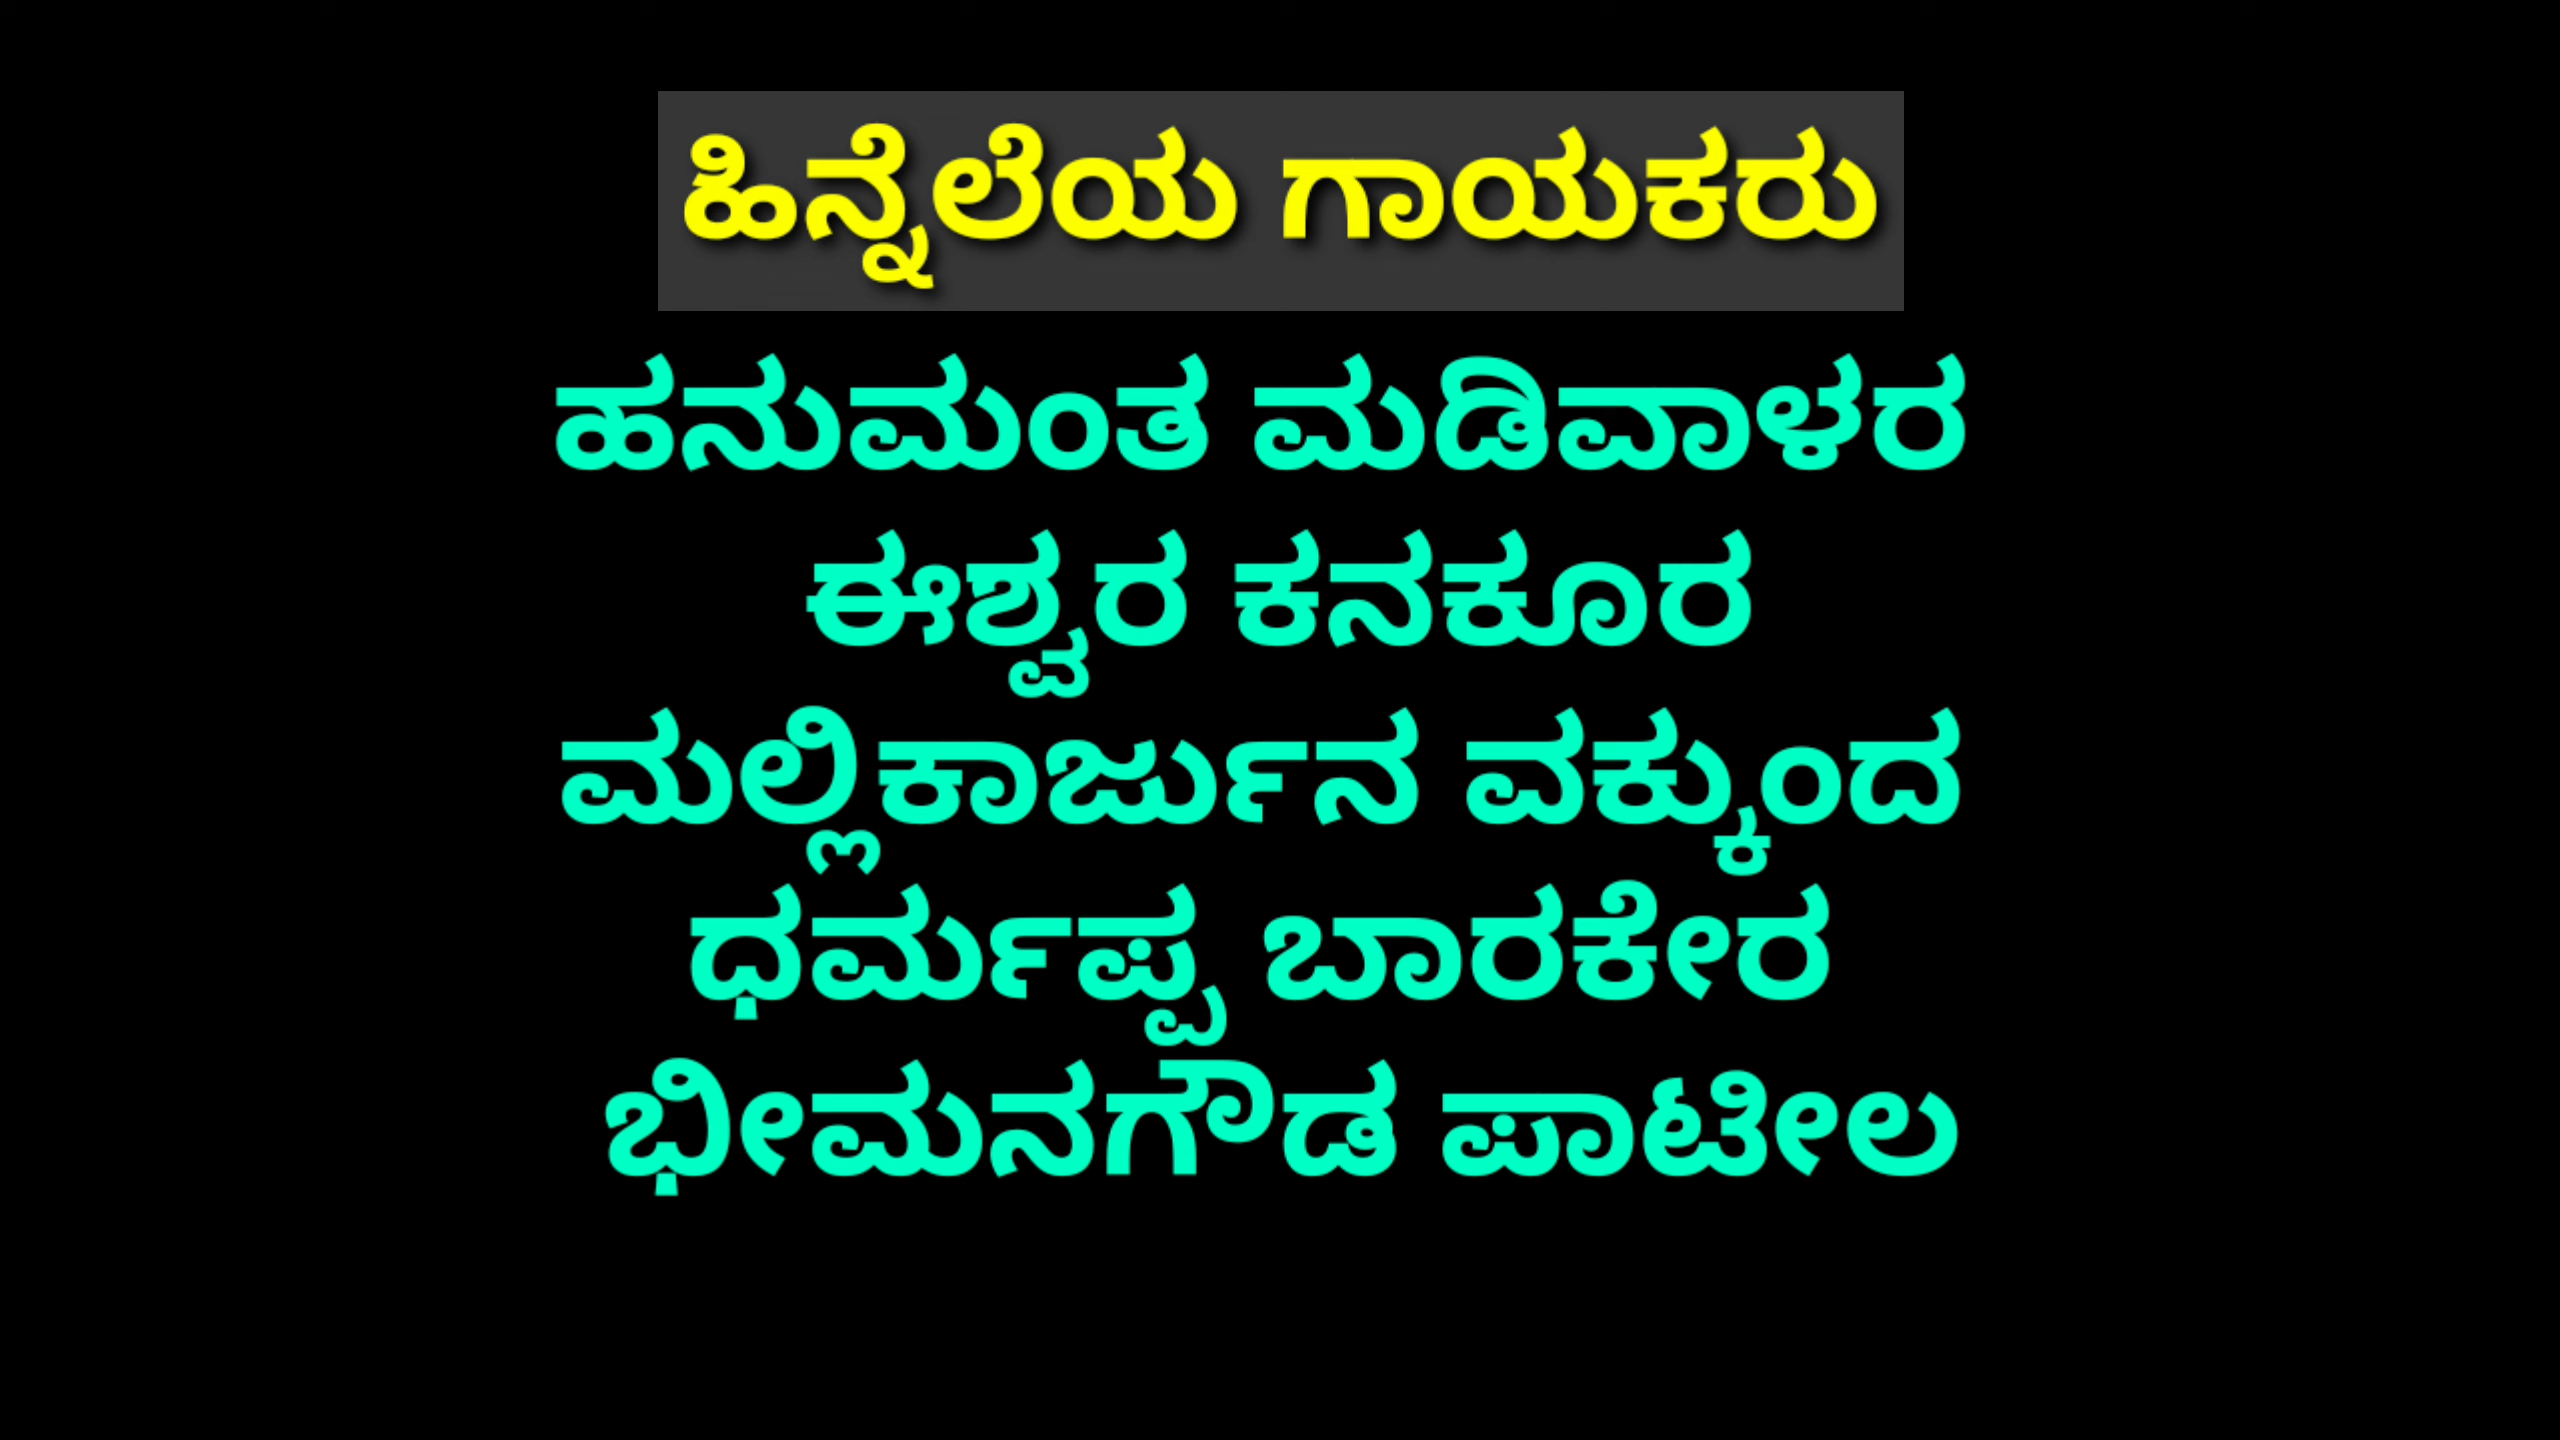 ಹಿನ್ನೆಲೆಯ ಗಾಯಕರು
ಹನುಮಂತ ಮಡಿವಾಳರ
ಈಶ್ವರ ಕನಕೂರ
ಮಲ್ಲಿಕಾರ್ಜುನ ವಕ್ಕುಂದ
ಧರ್ಮಪ್ಪ ಬಾರಕೇರ
ಭೀಮನಗೌಡ ಪಾಟೀಲ